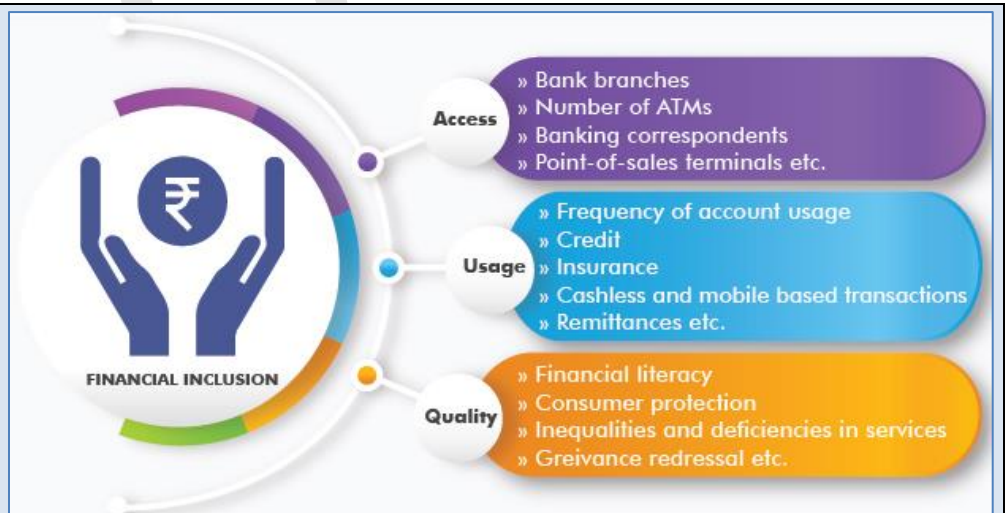 ₹
FINANCIAL INCLUSION
Access
» Bank branches
» Number of ATMs
» Banking correspondents
» Point-of-sales terminals etc.
Usage
» Frequency of account usage
» Credit
» Insurance
» Cashless and mobile based transactions
» Remittances etc.
Quality
» Financial literacy
» Consumer protection
» Inequalities and deficiencies in services
» Greivance redressal etc.